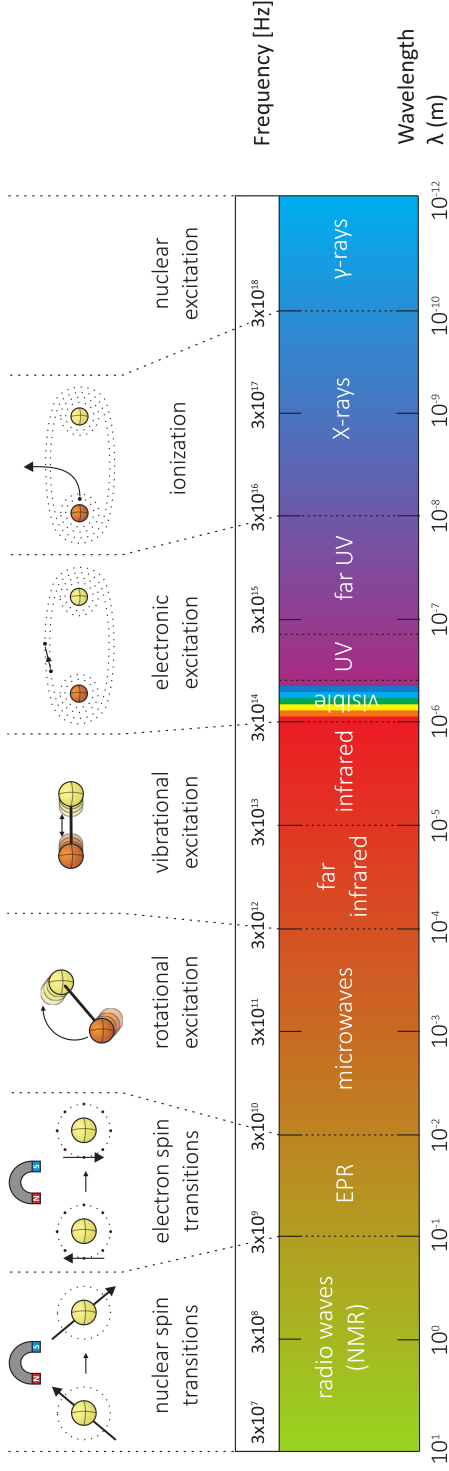 N S
N S
nuclear spin
transitions
electron spin
transitions
rotational
excitation
vibrational
excitation
electronic
excitation
ionization
nuclear
excitation
3x10⁷ 3x10⁸ 3x10⁹ 3x10¹⁰ 3x10¹¹ 3x10¹² 3x10¹³ 3x10¹⁴ 3x10¹⁵ 3x10¹⁶ 3x10¹⁷ 3x10¹⁸ Frequency [Hz]
radio waves
(NMR)
EPR
microwaves
far
infrared
infrared
visible
UV
far UV
X-rays
γ-rays
10¹ 10⁰ 10⁻¹ 10⁻² 10⁻³ 10⁻⁴ 10⁻⁵ 10⁻⁶ 10⁻⁷ 10⁻⁸ 10⁻⁹ 10⁻¹⁰ 10⁻¹²
Wavelength
λ (m)